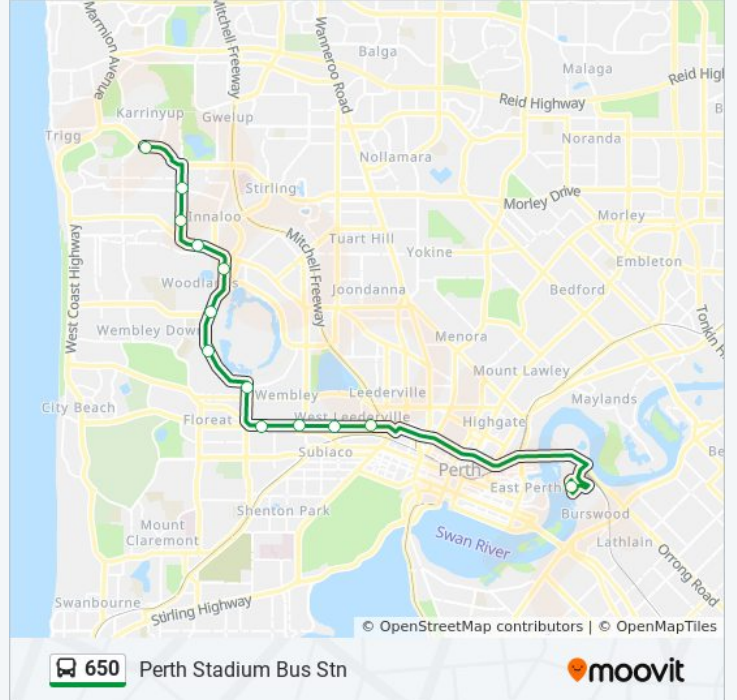 Marmion Avenue
Mitchell Freeway
Wanneroo Road
Balga
Malaga
Reid Highway
Reid High
Karrinyup
Gwelup
B
Trigg
Noranda
Nollamara
Stirling
Morley Drive
Innaloo
Morley
West Coast Highway
Mitchell Freeway
Tuart Hill
Yokine
Embleton
Woodlands
Joondanna
Bedford
Tonkin H
Wembley Dow
Menora
Mount Lawley
City Beach
Wembley
Leederville
Maylands
Floreat
West Leederville
Highgate
Be
Subiaco
Perth
East Perth
Shenton Park
Burswood
Mount
Claremont
Swan River
Lathlain
Orrong Road
Swanbourne
Stirling Highway
© OpenStreetMap contributors | © OpenMapTiles
650 Perth Stadium Bus Stn
moovit